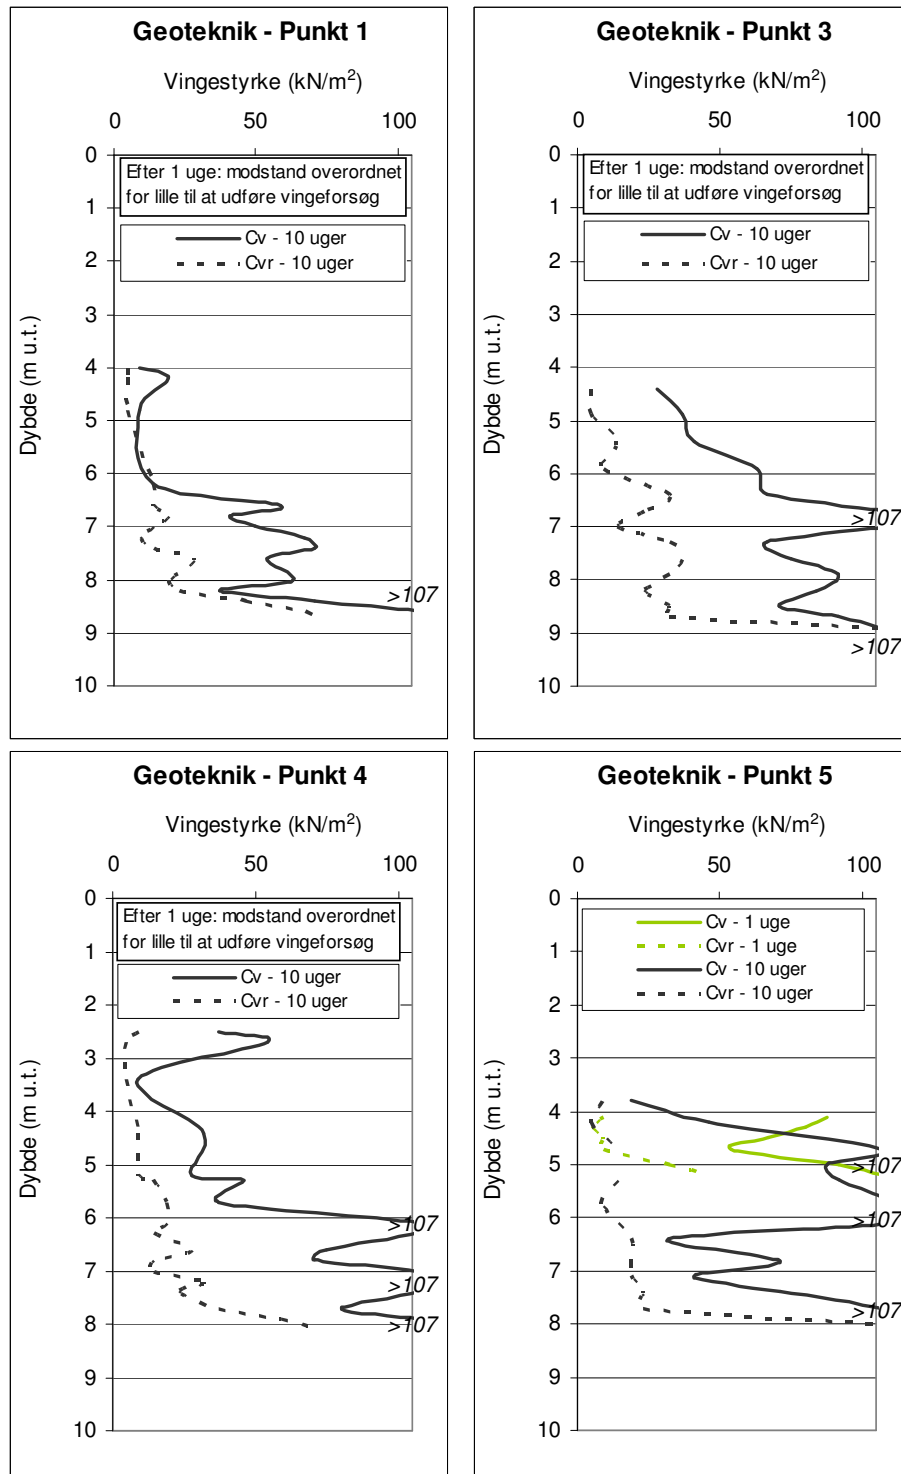 Geoteknik - Punkt 1
Vingestyrke (kN/m²)
0 50 100
Dybde (m u.t.)
0
1
2
3
4
5
6
7
8
9
10
Efter 1 uge: modstand overordnet
for lille til at udføre vingeforsøg
Cv - 10 uger
Cvr - 10 uger
>107
Geoteknik - Punkt 3
Vingestyrke (kN/m²)
0 50 100
Dybde (m u.t.)
0
1
2
3
4
5
6
7
8
9
10
Efter 1 uge: modstand overordnet
for lille til at udføre vingeforsøg
Cv - 10 uger
Cvr - 10 uger
>107
>107
Geoteknik - Punkt 4
Vingestyrke (kN/m²)
0 50 100
Dybde (m u.t.)
0
1
2
3
4
5
6
7
8
9
10
Efter 1 uge: modstand overordnet
for lille til at udføre vingeforsøg
Cv - 10 uger
Cvr - 10 uger
>107
>107
>107
Geoteknik - Punkt 5
Vingestyrke (kN/m²)
0 50 100
Dybde (m u.t.)
0
1
2
3
4
5
6
7
8
9
10
Cv - 1 uge
Cvr - 1 uge
Cv - 10 uger
Cvr - 10 uger
>107
>107
>107